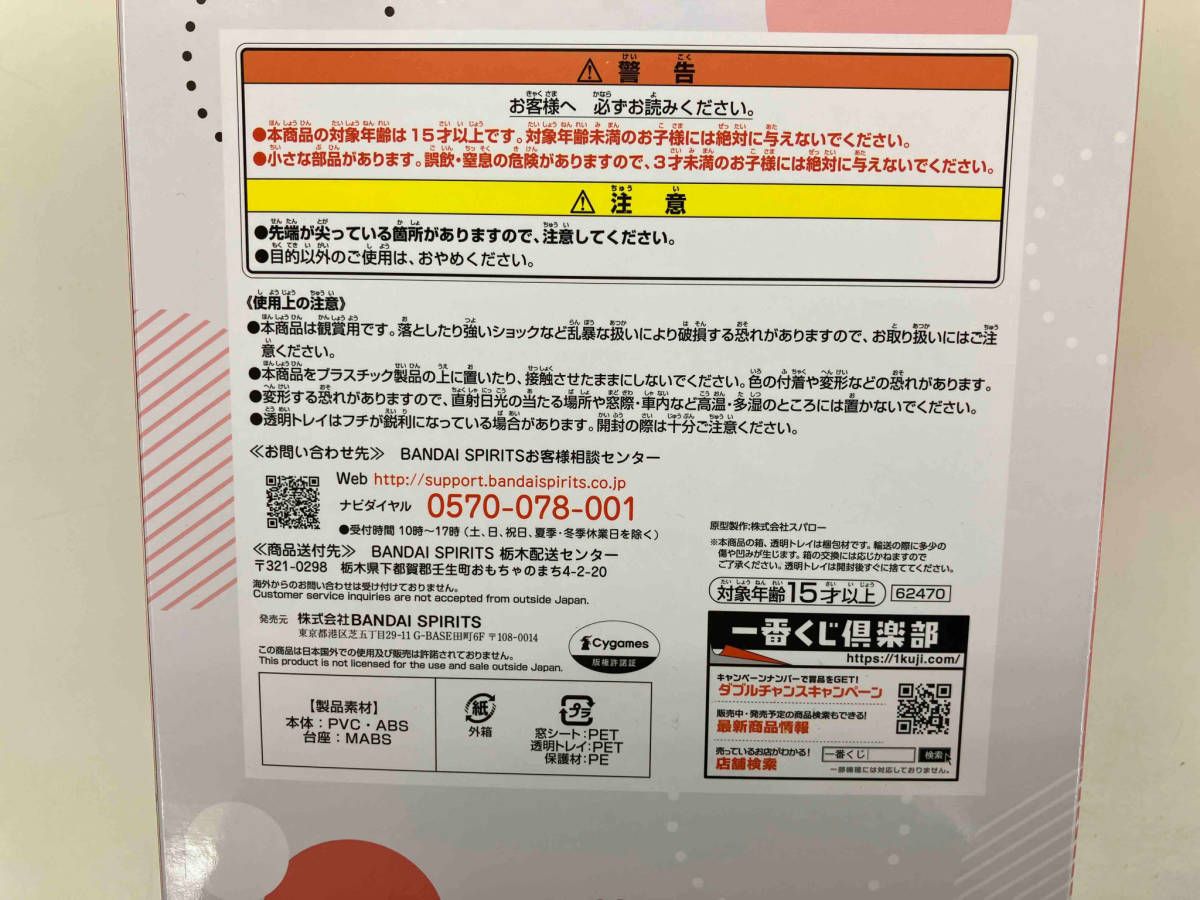 ⚠ 警告
お客様へ 必ずお読みください。
●本商品の対象年齢は15才以上です。対象年齢未満のお子様には絶対に与えないでください。
●小さな部品があります。誤飲・窒息の危険がありますので、3才未満のお子様には絶対に与えないでください。
⚠ 注意
●先端が尖っている箇所がありますので、注意してください。
●目的以外のご使用は、おやめください。
《使用上の注意》
●本商品は観賞用です。落としたり強いショックなど乱暴な扱いにより破損する恐れがありますので、お取り扱いにはご注
意ください。
●本商品をプラスチック製品の上に置いたり、接触させたままにしないでください。色の付着や変形などの恐れがあります。
●変形する恐れがありますので、直射日光の当たる場所や窓際・車内など高温・多湿のところには置かないでください。
●透明トレイはフチが鋭利になっている場合があります。開封の際は十分ご注意ください。
≪お問い合わせ先≫ BANDAI SPIRITSお客様相談センター
Web http://support.bandaispirits.co.jp
ナビダイヤル 0570-078-001
●受付時間 10時〜17時(土、日、祝日、夏季・冬季休業日を除く)
≪商品送付先≫ BANDAI SPIRITS 栃木配送センター
〒321-0298 栃木県下都賀郡壬生町おもちゃのまち4-2-20
海外からのお問い合わせは受け付けておりません。
Customer service inquiries are not accepted from outside Japan.
発売元 株式会社BANDAI SPIRITS
東京都港区芝五丁目29-11 G-BASE田町6F 〒108-0014
この商品は日本国外での使用及び販売は許諾されておりません。
This product is not licensed for the use and sale outside Japan.
Cygames
版権許諾証
【製品素材】
本体:PVC・ABS
台座:MABS
紙
外箱
プラ
窓シート:PET
透明トレイ:PET
保護材:PE
原型製作:株式会社スパロー
※本商品の箱、透明トレイは梱包材です。輸送の際に多少の
傷や凹みが生じます。箱の交換には応じかねますので
ご了承ください。透明トレイは開封後すぐに捨ててください。
対象年齢15才以上 62470
一番くじ倶楽部
https://1kuji.com/
キャンペーンナンバーで賞品をGET!
ダブルチャンスキャンペーン
販売中・発売予定の商品検索もできる!
最新商品情報
売っているお店がわかる!
店舗検索
一番くじ 検索
一部機種には対応しておりません。